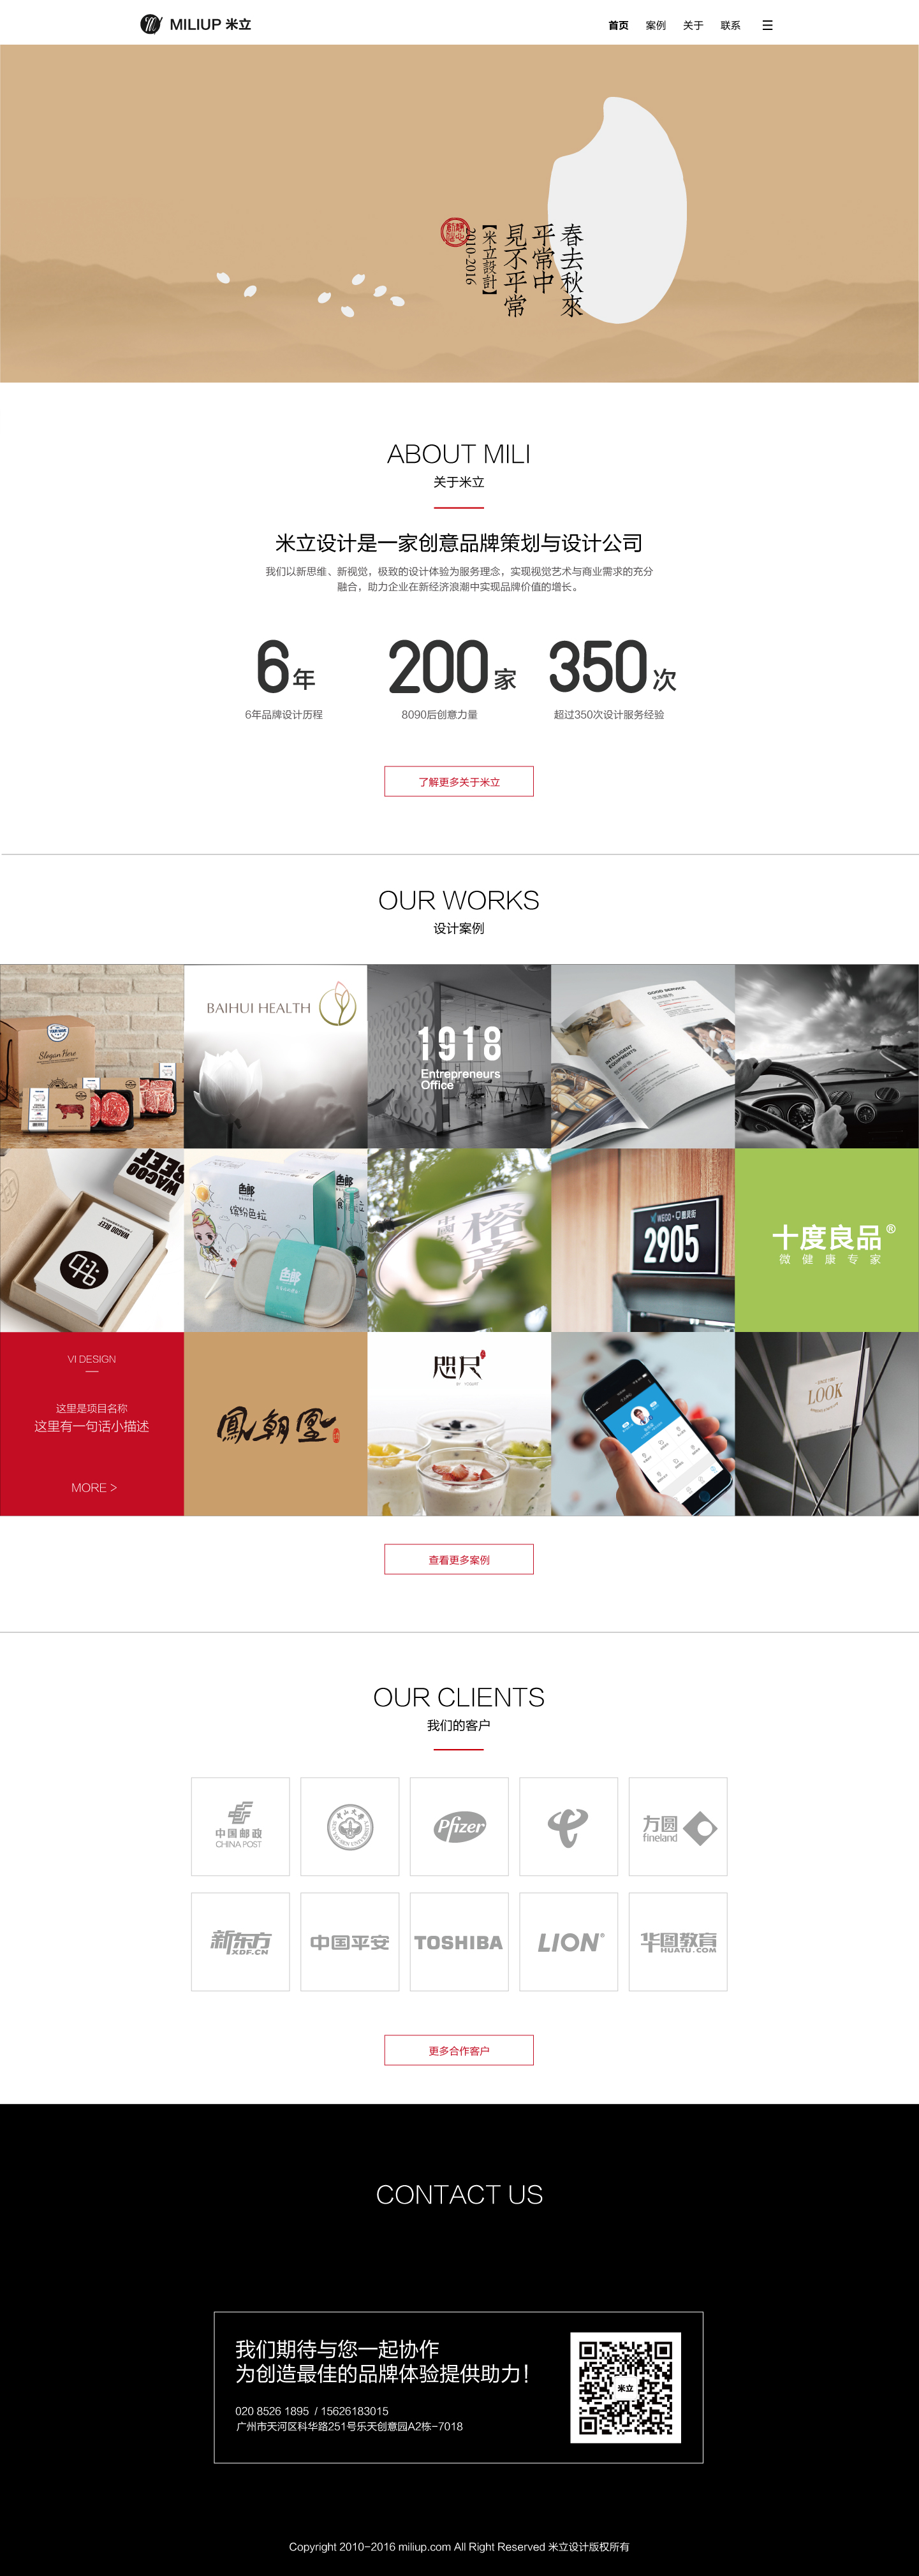 MILIUP 米立
首页 案例 关于 联系
春去秋來
平常中
見不平常
【米立設計】
2010-2016
ABOUT MILI
关于米立
米立设计是一家创意品牌策划与设计公司
我们以新思维、新视觉，极致的设计体验为服务理念，实现视觉艺术与商业需求的充分
融合，助力企业在新经济浪潮中实现品牌价值的增长。
6年 200家 350次
6年品牌设计历程 8090后创意力量 超过350次设计服务经验
了解更多关于米立
OUR WORKS
设计案例
Slogan Here
BAIHUI HEALTH
1918
Entrepreneurs
Office
GOOD SERVICE
INTELLIGENT
EQUIPMENTS
WAGOO
BEEF
WAGOO BEEF
色郎
缤纷色拉
色郎
2905
十度良品®
微健康专家
VI DESIGN
这里是项目名称
这里有一句话小描述
MORE >
鳳朝凰
咫尺
LOOK
查看更多案例
OUR CLIENTS
我们的客户
中国邮政
CHINA POST
Pfizer
方圆
fineland
新东方
XDF.CN
中国平安
TOSHIBA
LION®
华图教育
HUATU.COM
更多合作客户
CONTACT US
我们期待与您一起协作
为创造最佳的品牌体验提供助力！
020 8526 1895 / 15626183015
广州市天河区科华路251号乐天创意园A2栋-7018
米立
Copyright 2010-2016 miliup.com All Right Reserved 米立设计版权所有